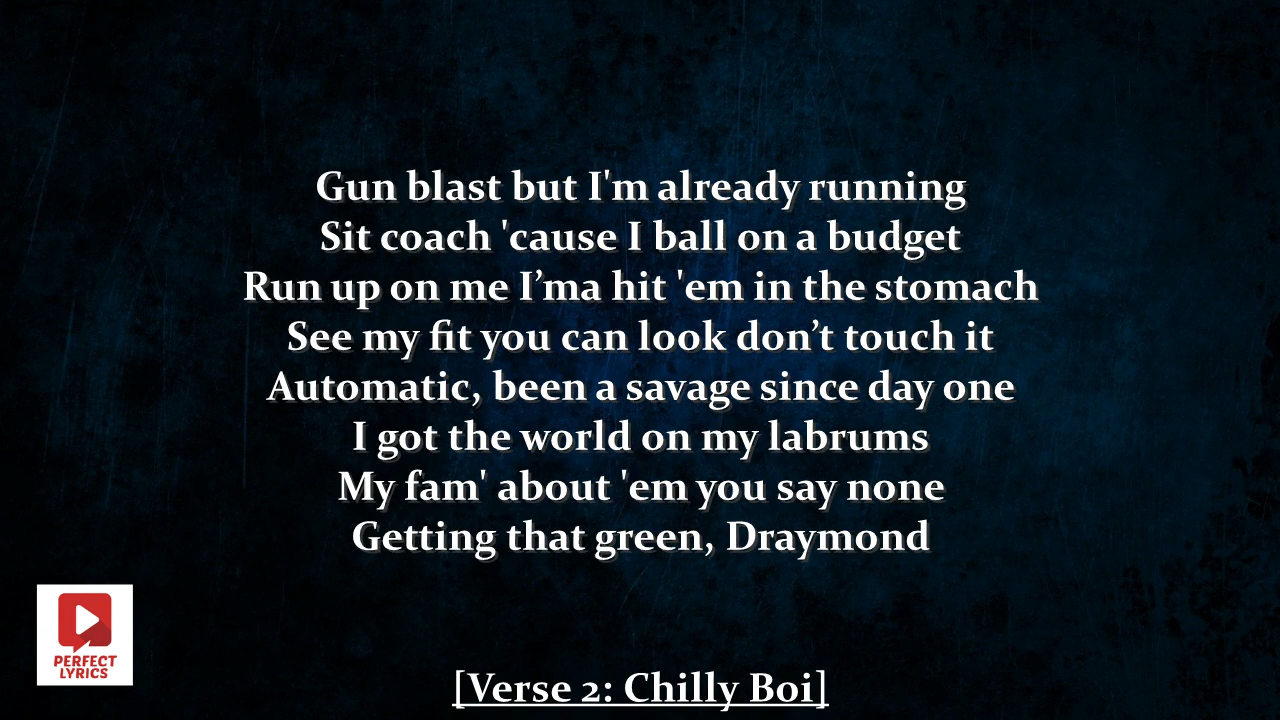 Gun blast but I'm already running
Sit coach 'cause I ball on a budget
Run up on me I’ma hit 'em in the stomach
See my fit you can look don’t touch it
Automatic, been a savage since day one
I got the world on my labrums
My fam' about 'em you say none
Getting that green, Draymond
PERFECT
LYRICS
[Verse 2: Chilly Boi]